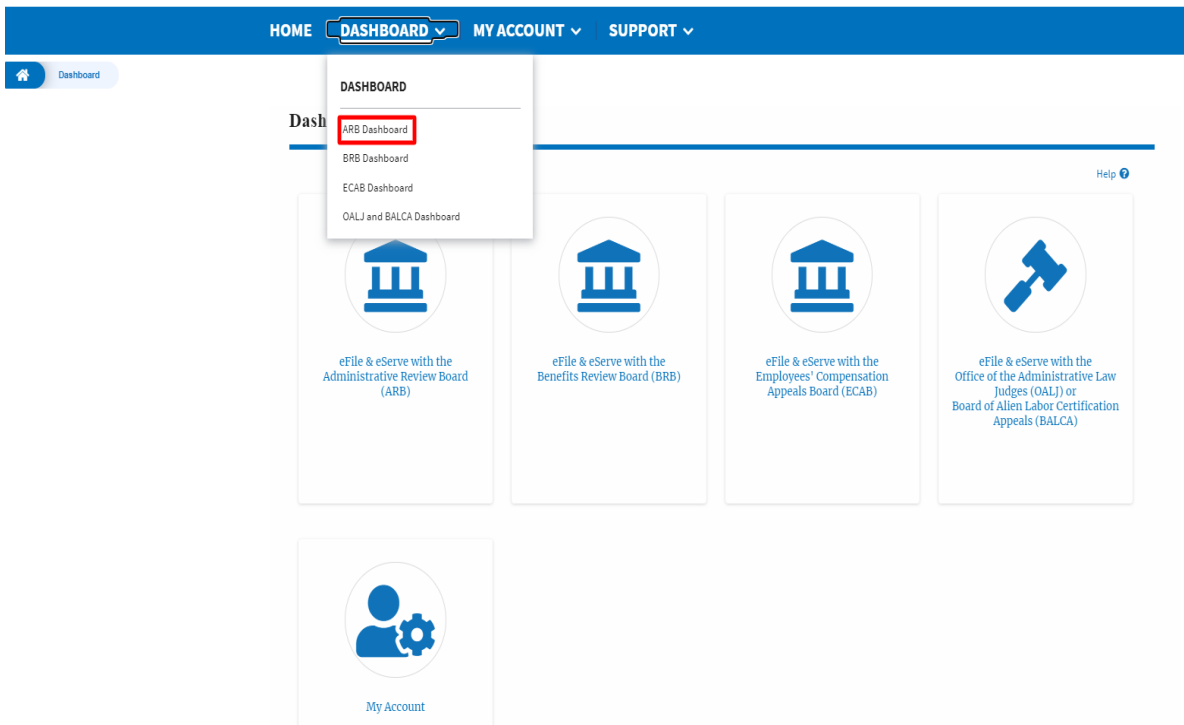 HOME DASHBOARD MY ACCOUNT SUPPORT
Dashboard
DASHBOARD
ARB Dashboard
BRB Dashboard
ECAB Dashboard
OALJ and BALCA Dashboard
Dash
Help
eFile & eServe with the
Administrative Review Board
(ARB)
eFile & eServe with the
Benefits Review Board (BRB)
eFile & eServe with the
Employees' Compensation
Appeals Board (ECAB)
eFile & eServe with the
Office of the Administrative Law
Judges (OALJ) or
Board of Alien Labor Certification
Appeals (BALCA)
My Account